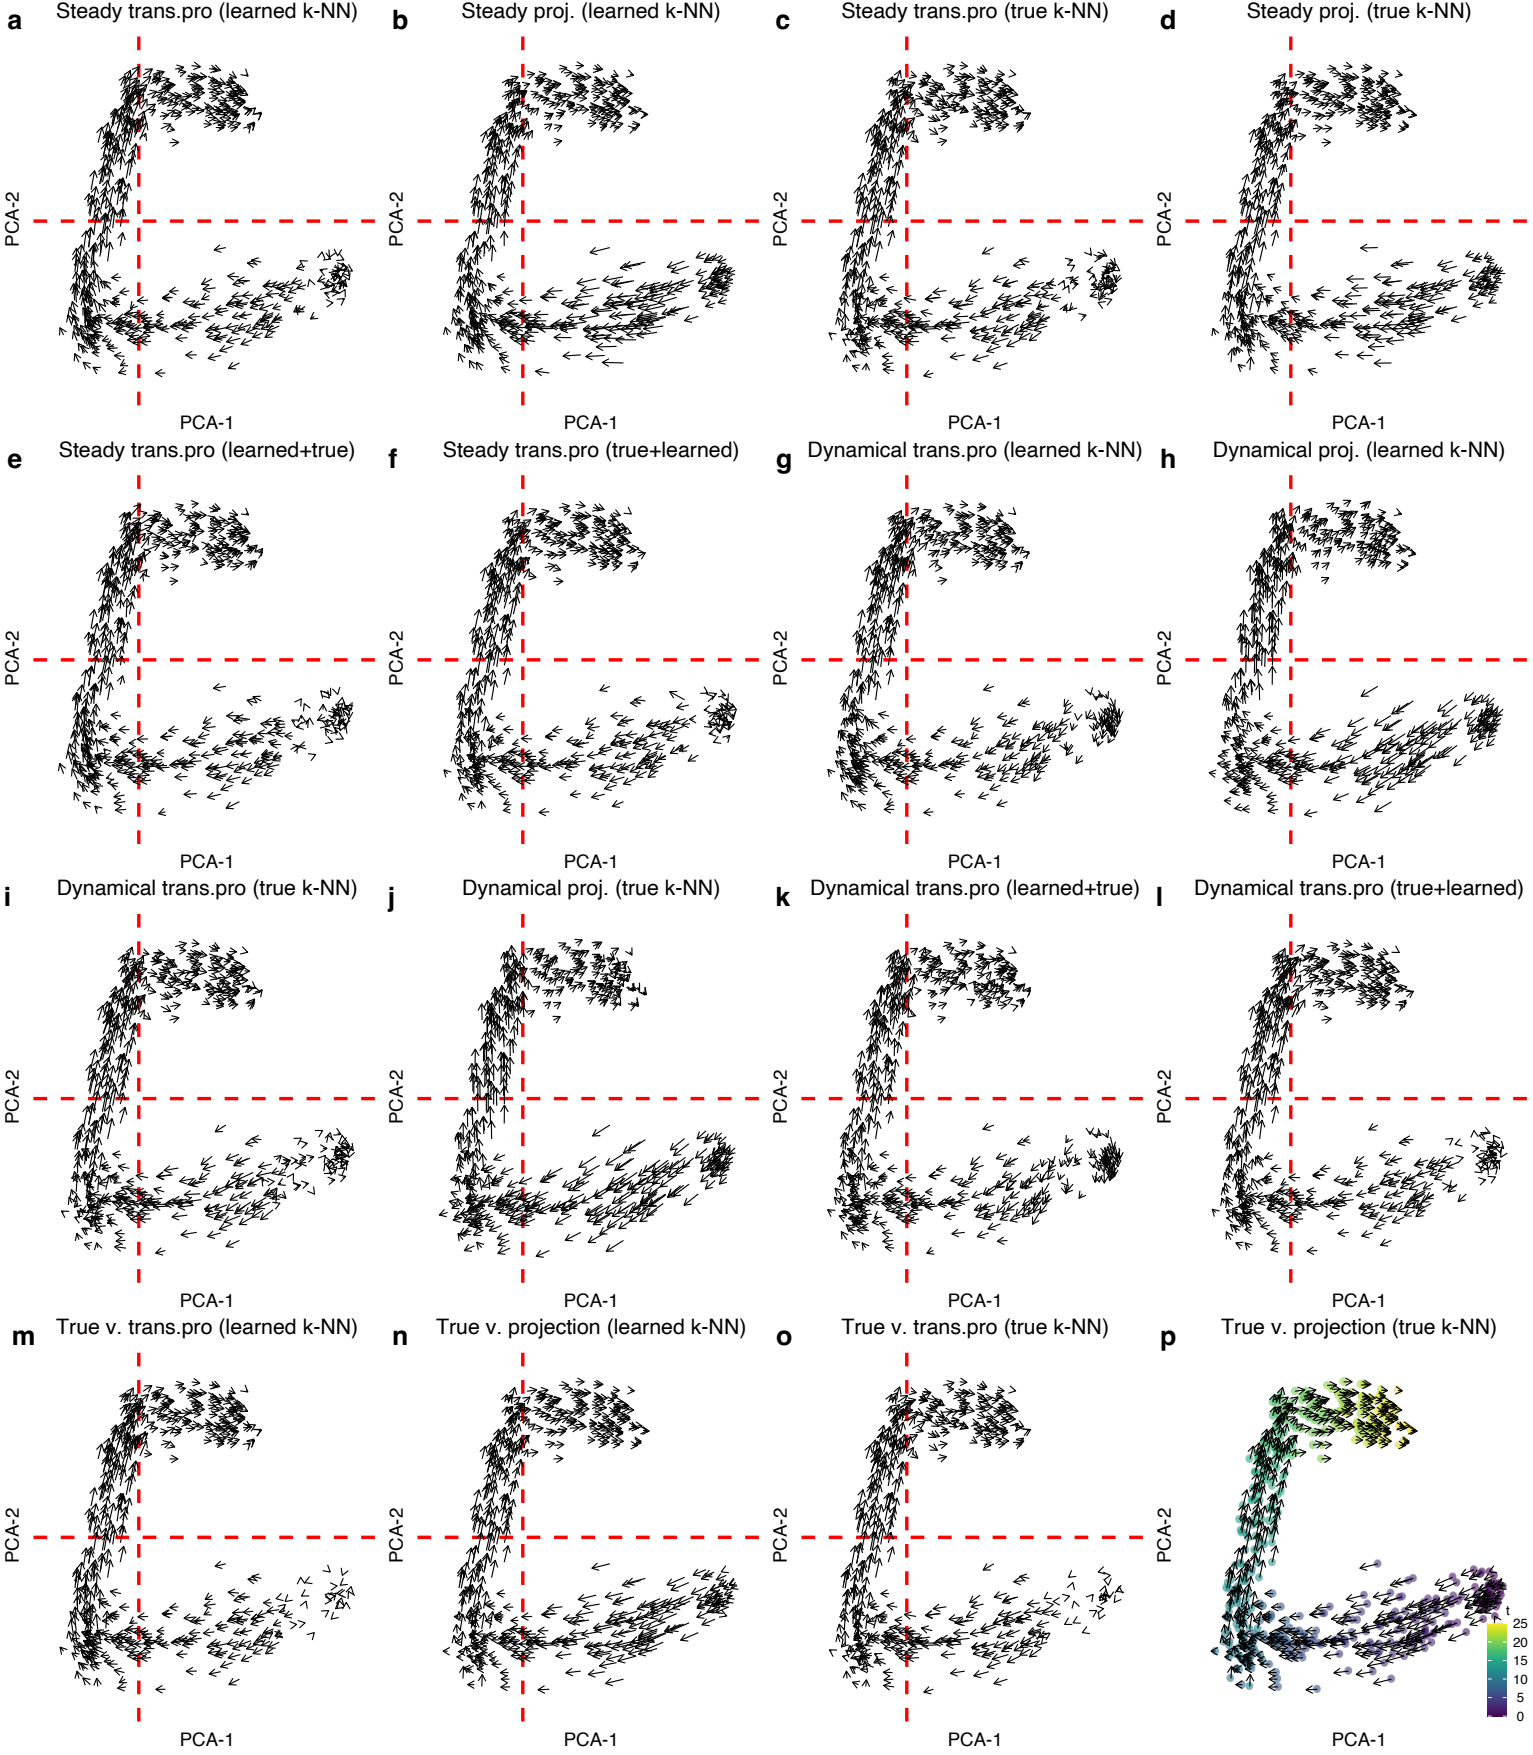 a Steady trans.pro (learned k-NN)
b Steady proj. (learned k-NN)
c Steady trans.pro (true k-NN)
d Steady proj. (true k-NN)
PCA-2
PCA-2
PCA-2
PCA-2
PCA-1
PCA-1
PCA-1
PCA-1
e Steady trans.pro (learned+true)
f Steady trans.pro (true+learned)
g Dynamical trans.pro (learned k-NN)
h Dynamical proj. (learned k-NN)
PCA-2
PCA-2
PCA-2
PCA-2
PCA-1
PCA-1
PCA-1
PCA-1
i Dynamical trans.pro (true k-NN)
j Dynamical proj. (true k-NN)
k Dynamical trans.pro (learned+true)
l Dynamical trans.pro (true+learned)
PCA-2
PCA-2
PCA-2
PCA-2
PCA-1
PCA-1
PCA-1
PCA-1
m True v. trans.pro (learned k-NN)
n True v. projection (learned k-NN)
o True v. trans.pro (true k-NN)
p True v. projection (true k-NN)
PCA-2
PCA-2
PCA-2
PCA-2
t
25
20
15
10
5
0
PCA-1
PCA-1
PCA-1
PCA-1